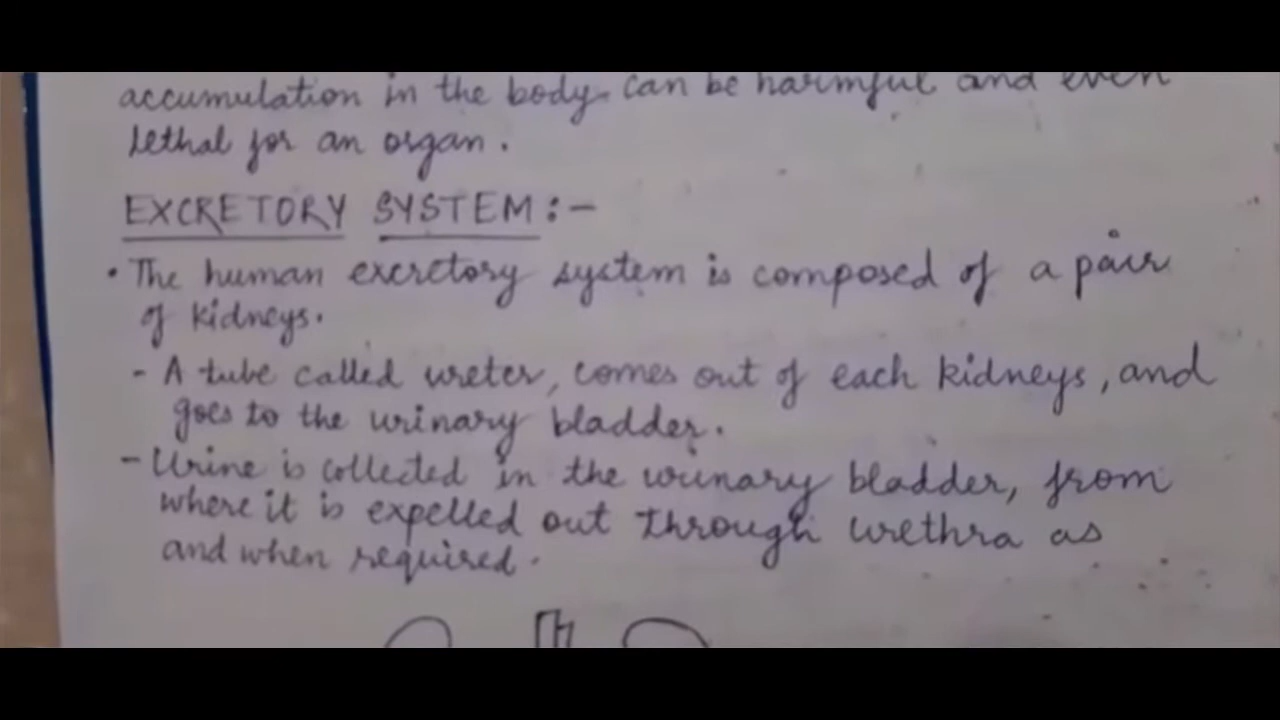 accumulation in the body can be harmful and even
lethal for an organ.
EXCRETORY SYSTEM :-
• The human excretory system is composed of a pair
of kidneys.
- A tube called ureter, comes out of each kidneys, and
goes to the urinary bladder.
- Urine is collected in the urinary bladder, from
where it is expelled out through urethra as
and when required.